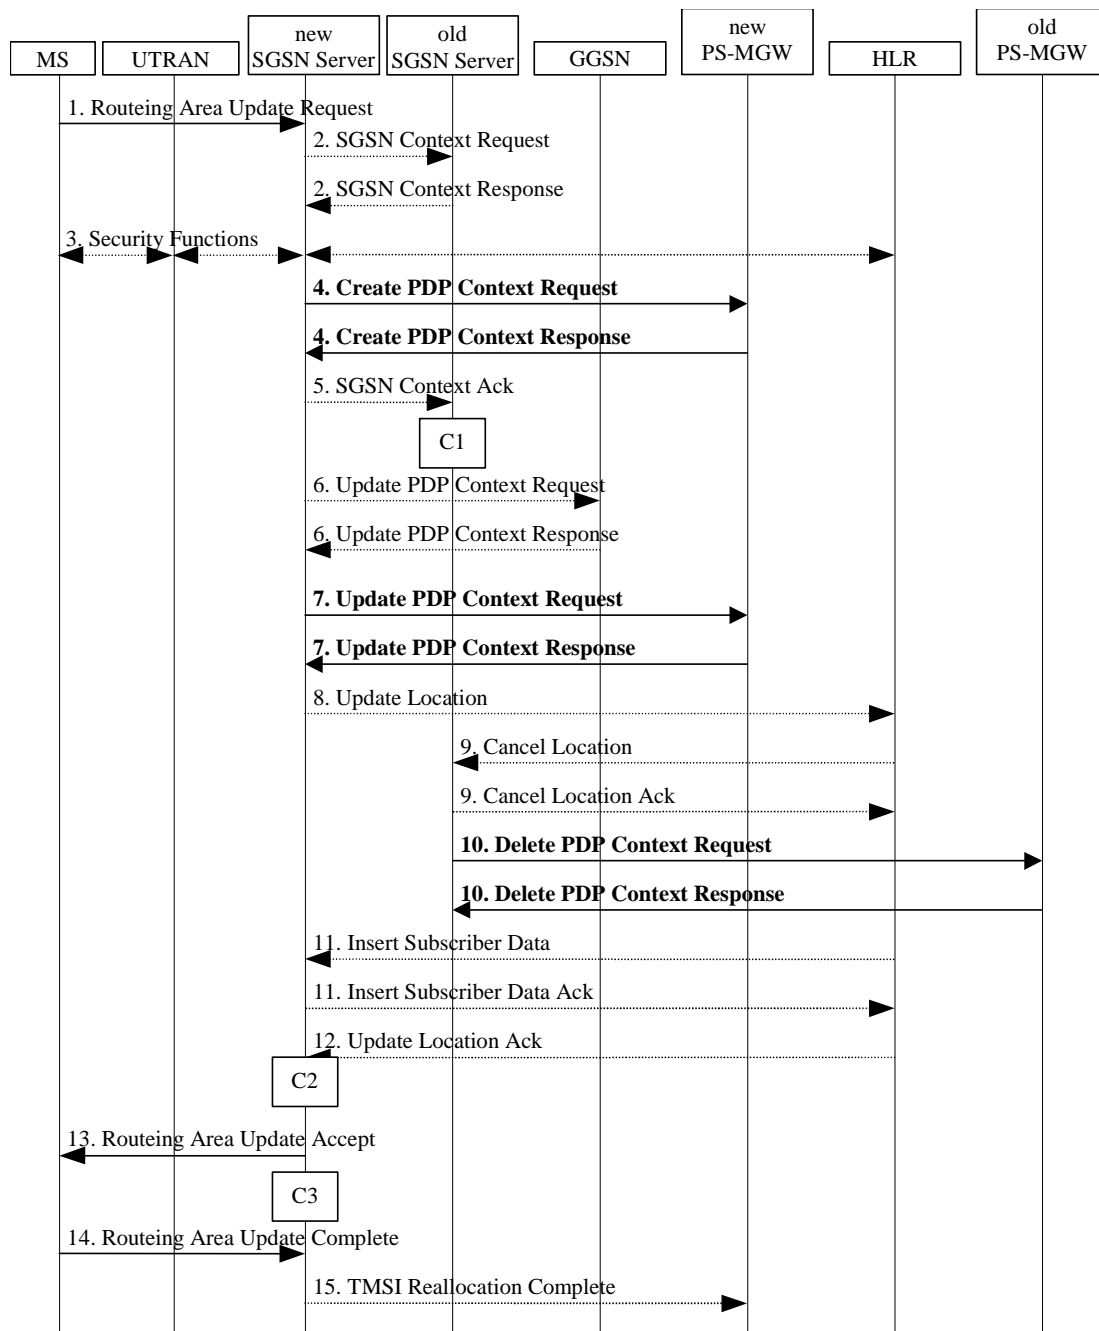 new
old
new
old
MS
UTRAN
SGSN Server
SGSN Server
GGSN
PS-MGW
HLR
PS-MGW
1. Routeing Area Update Request
2. SGSN Context Request
2. SGSN Context Response
3. Security Functions
4. Create PDP Context Request
4. Create PDP Context Response
5. SGSN Context Ack
C1
6. Update PDP Context Request
6. Update PDP Context Response
7. Update PDP Context Request
7. Update PDP Context Response
8. Update Location
9. Cancel Location
9. Cancel Location Ack
10. Delete PDP Context Request
10. Delete PDP Context Response
11. Insert Subscriber Data
11. Insert Subscriber Data Ack
12. Update Location Ack
C2
13. Routeing Area Update Accept
C3
14. Routeing Area Update Complete
15. TMSI Reallocation Complete